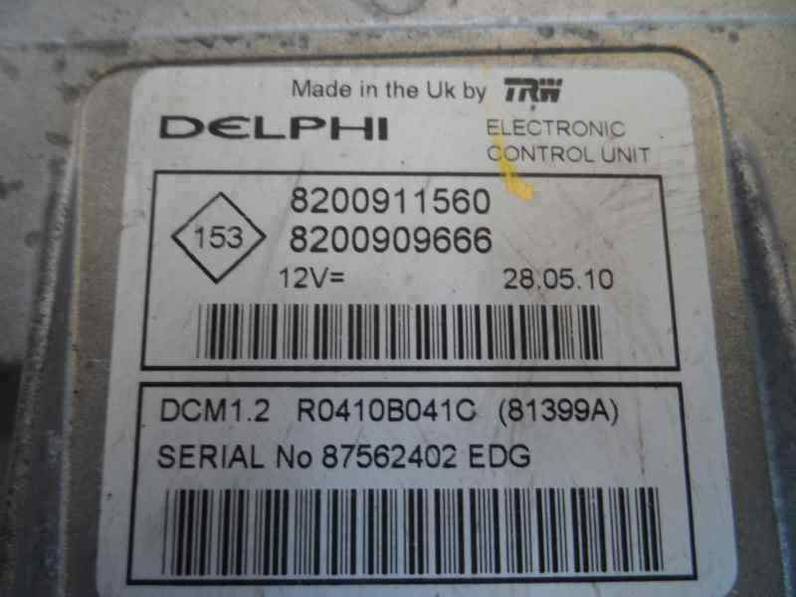 Made in the Uk by TRW
DELPHI
ELECTRONIC
CONTROL UNIT
153
8200911560
8200909666
12V=
28.05.10
DCM1.2 R0410B041C (81399A)
SERIAL No 87562402 EDG